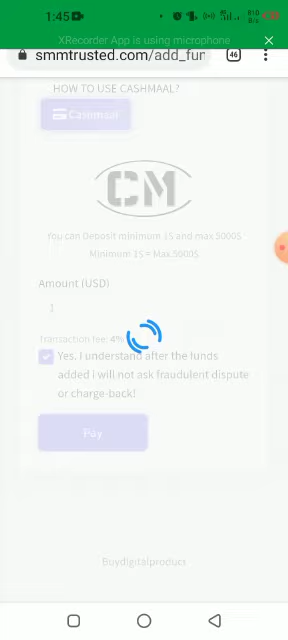 1:45
XRecorder App is using microphone
smmtrusted.com/add_fun
46
HOW TO USE CASHMAAL?
Cashmaal
CM
You can Deposit minimum 1$ and max 5000$
Minimum 1$ = Max 5000$
Amount (USD)
1
Transaction fee: 4%
Yes, I understand after the funds
added i will not ask fraudulent dispute
or charge-back!
Pay
Buydigitalproduct